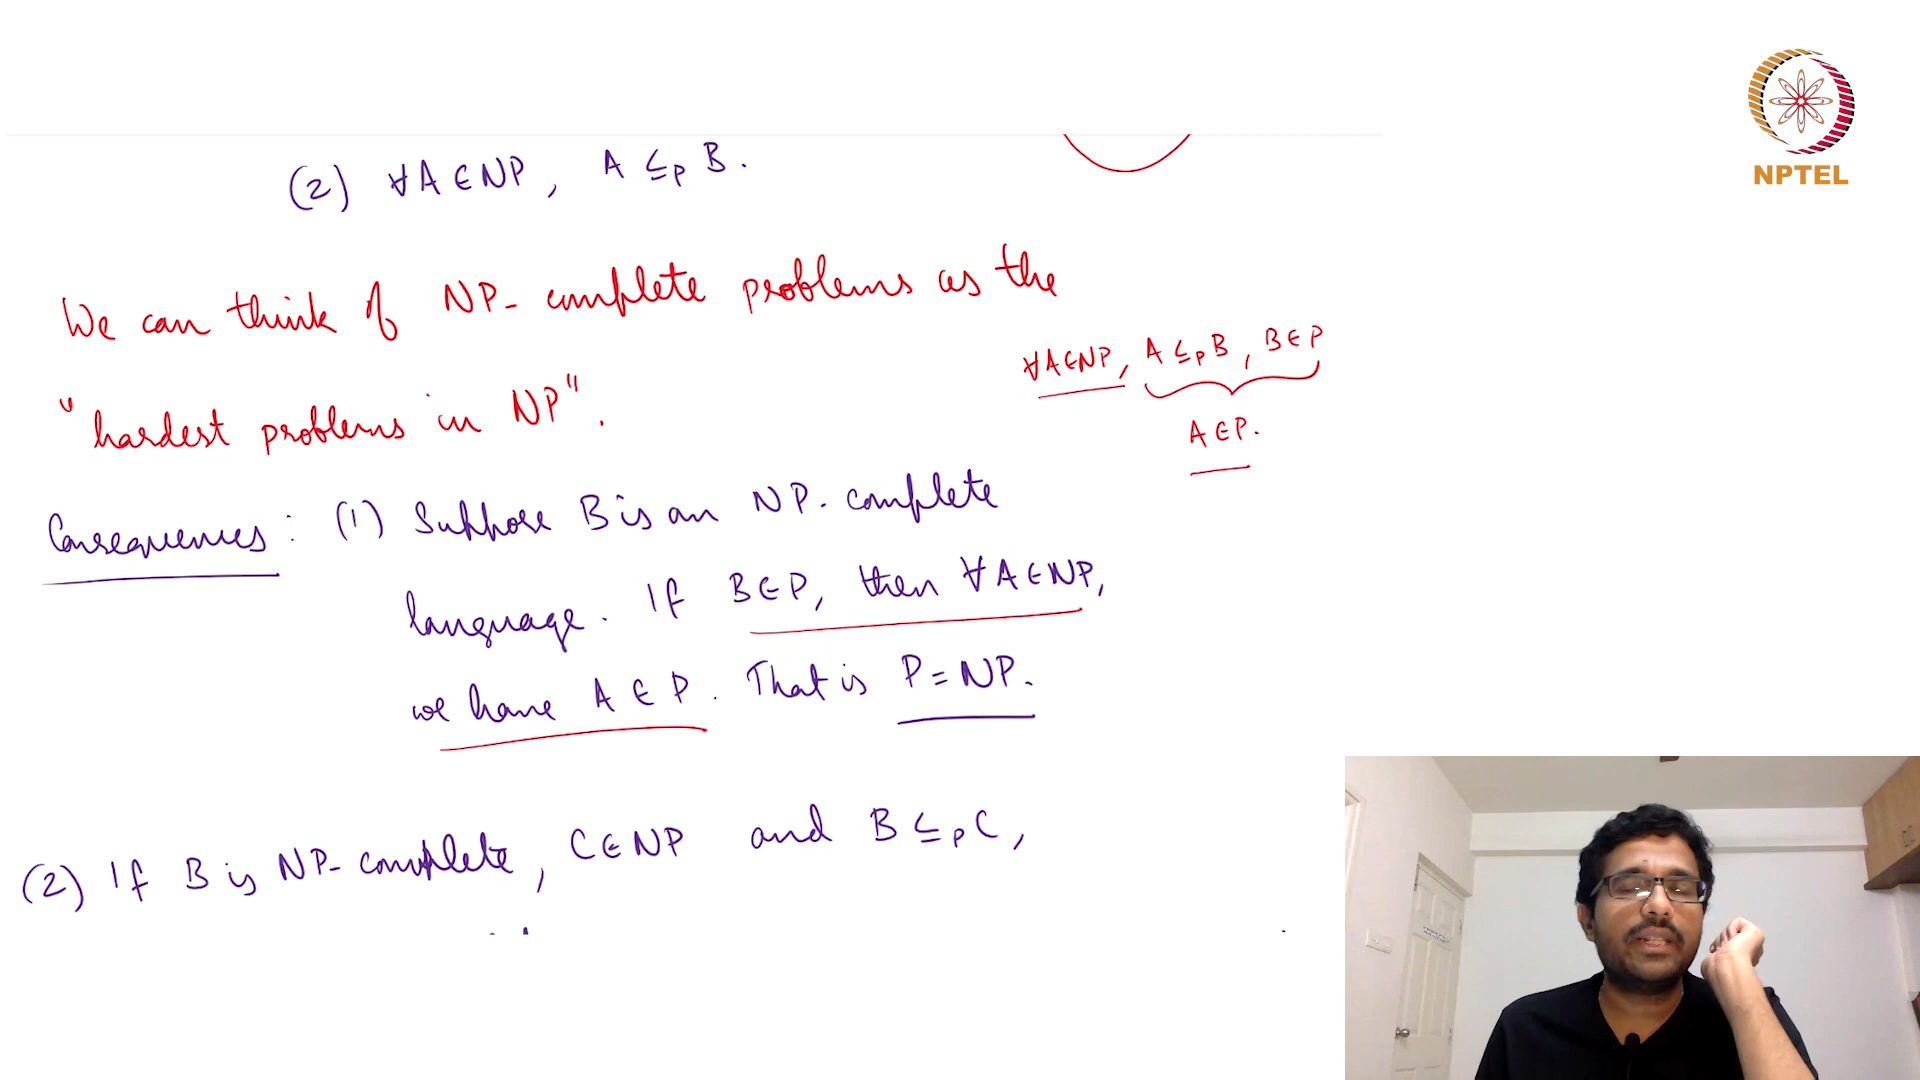 (2) ∀A∈NP, A ≤p B.
We can think of NP-complete problems as the
"hardest problems in NP".
∀A∈NP, A ≤p B, B∈P
A∈P.
Consequences: (1) Suppose B is an NP-complete
language. If B∈P, then ∀A∈NP,
we have A∈P. That is P=NP.
(2) If B is NP-complete, C∈NP and B ≤p C,
NPTEL